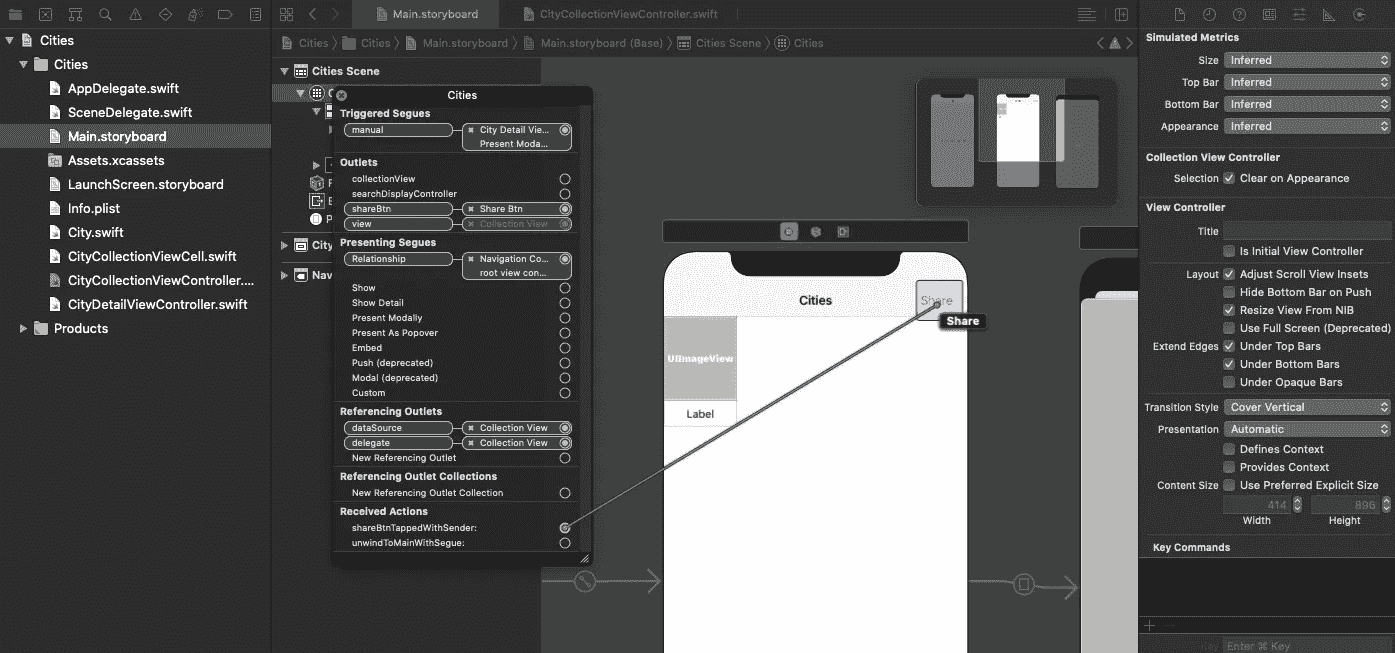 Main.storyboard
CityCollectionViewController.swift
Cities
Cities
Main.storyboard
Main.storyboard (Base)
Cities Scene
Cities
Cities
Cities
AppDelegate.swift
SceneDelegate.swift
Main.storyboard
Assets.xcassets
LaunchScreen.storyboard
Info.plist
City.swift
CityCollectionViewCell.swift
CityCollectionViewController....
CityDetailViewController.swift
Products
Cities Scene
City
Nav
Cities
Triggered Segues
manual
City Detail Vie...
Present Moda...
Outlets
collectionView
searchDisplayController
shareBtn
Share Btn
view
Collection View
Presenting Segues
Relationship
Navigation Co...
root view con...
Show
Show Detail
Present Modally
Present As Popover
Embed
Push (deprecated)
Modal (deprecated)
Custom
Referencing Outlets
dataSource
Collection View
delegate
Collection View
New Referencing Outlet
Referencing Outlet Collections
New Referencing Outlet Collection
Received Actions
shareBtnTappedWithSender:
unwindToMainWithSegue:
Cities
Share
Share
UIImageView
Label
Simulated Metrics
Size Inferred
Top Bar Inferred
Bottom Bar Inferred
Appearance Inferred
Collection View Controller
Selection Clear on Appearance
View Controller
Title
Is Initial View Controller
Layout Adjust Scroll View Insets
Hide Bottom Bar on Push
Resize View From NIB
Use Full Screen (Deprecated)
Extend Edges Under Top Bars
Under Bottom Bars
Under Opaque Bars
Transition Style Cover Vertical
Presentation Automatic
Defines Context
Provides Context
Content Size Use Preferred Explicit Size
414 896
Width Height
Key Commands
Key Enter ⌘ Key